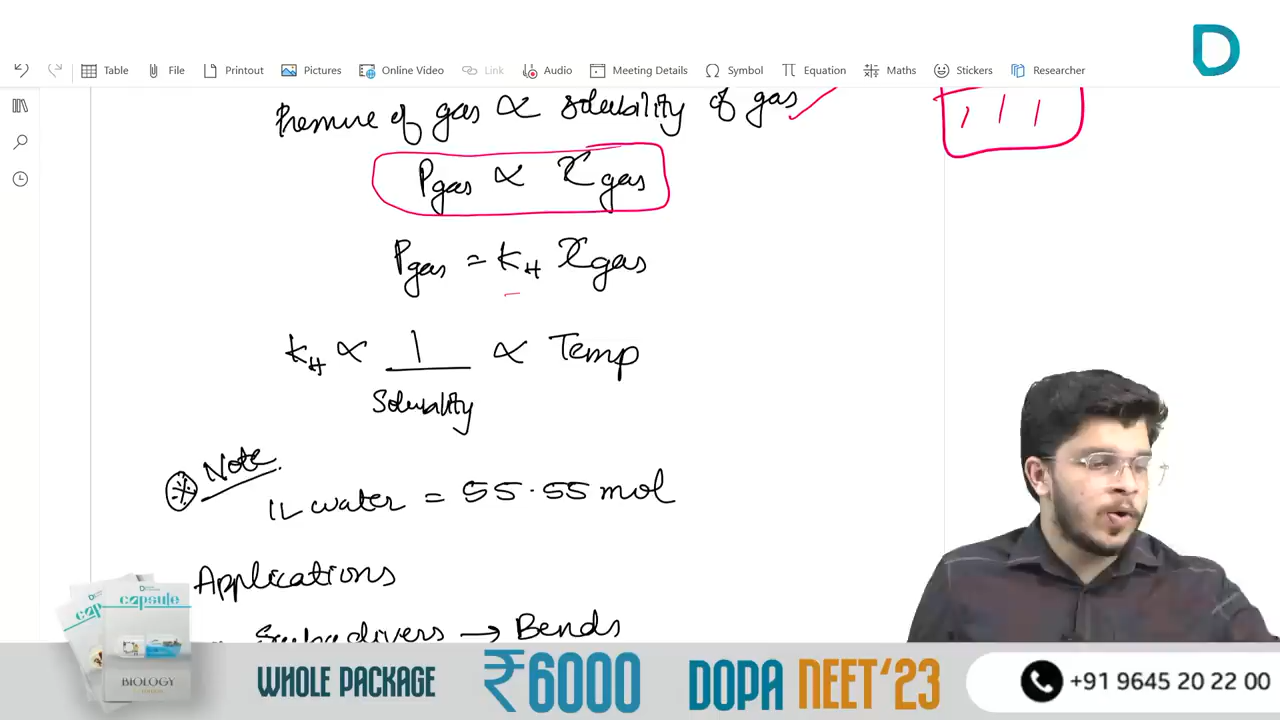 D
Table File Printout Pictures Online Video Link Audio Meeting Details Symbol Equation Maths Stickers Researcher
Pressure of gas ∝ solubility of gas
Pgas ∝ χgas
Pgas = kH χgas
kH ∝ 1/Solubility ∝ Temp
Note
1L water = 55.55 mol
Applications
Scuba divers → Bends
capsule
BIOLOGY
WHOLE PACKAGE ₹6000 DOPA NEET'23 +91 9645 20 22 00